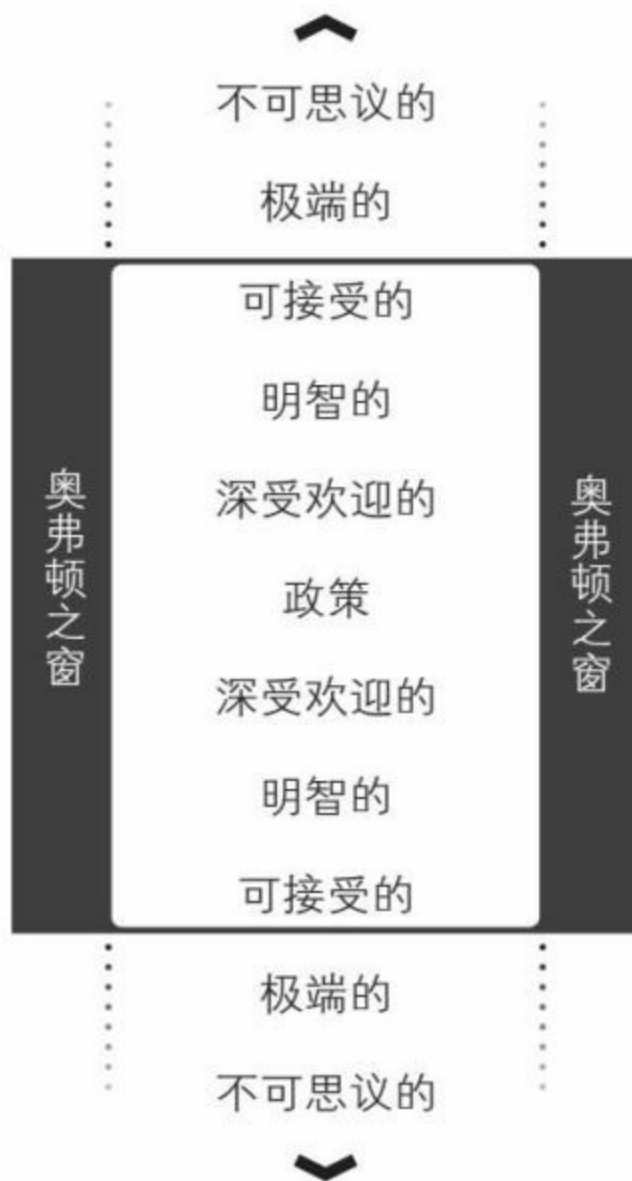 不可思议的
极端的
可接受的
明智的
深受欢迎的
政策
深受欢迎的
明智的
可接受的
极端的
不可思议的
奥弗顿之窗
奥弗顿之窗